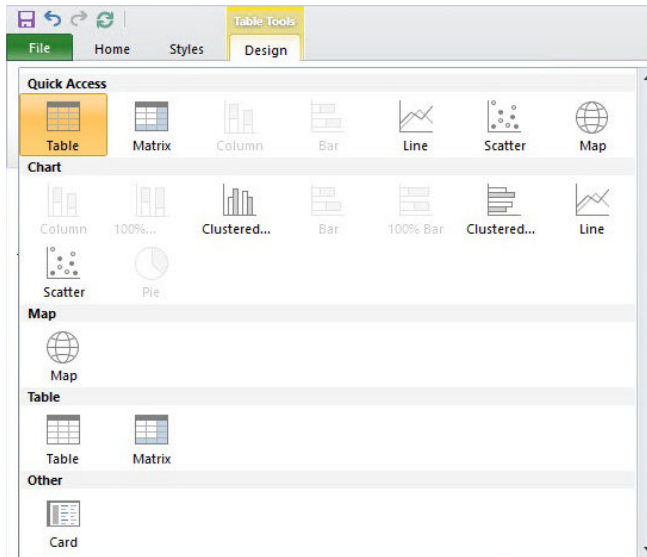 Table Tools
File Home Styles Design
Quick Access
Table Matrix Column Bar Line Scatter Map
Chart
Column 100%... Clustered... Bar 100% Bar Clustered... Line
Scatter Pie
Map
Map
Table
Table Matrix
Other
Card